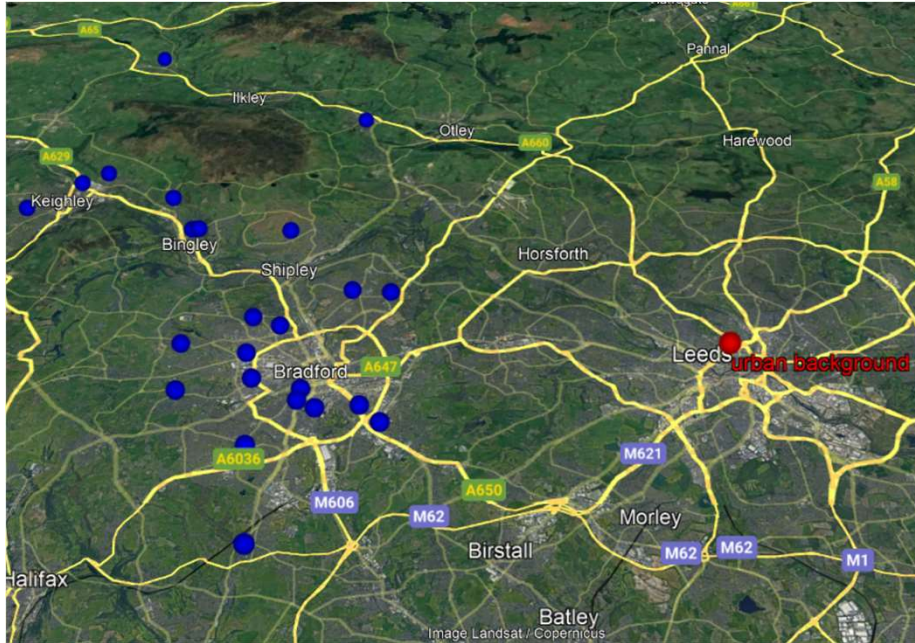 A65
A661
Pannal
Ilkley
Otley
A660
Harewood
A629
A58
Keighley
Bingley
Horsforth
Shipley
Leeds
urban background
Bradford
A647
A6036
M621
A650
M606
M62
Morley
Birstall
M62
M62
M1
Halifax
Batley
Image Landsat / Copernicus